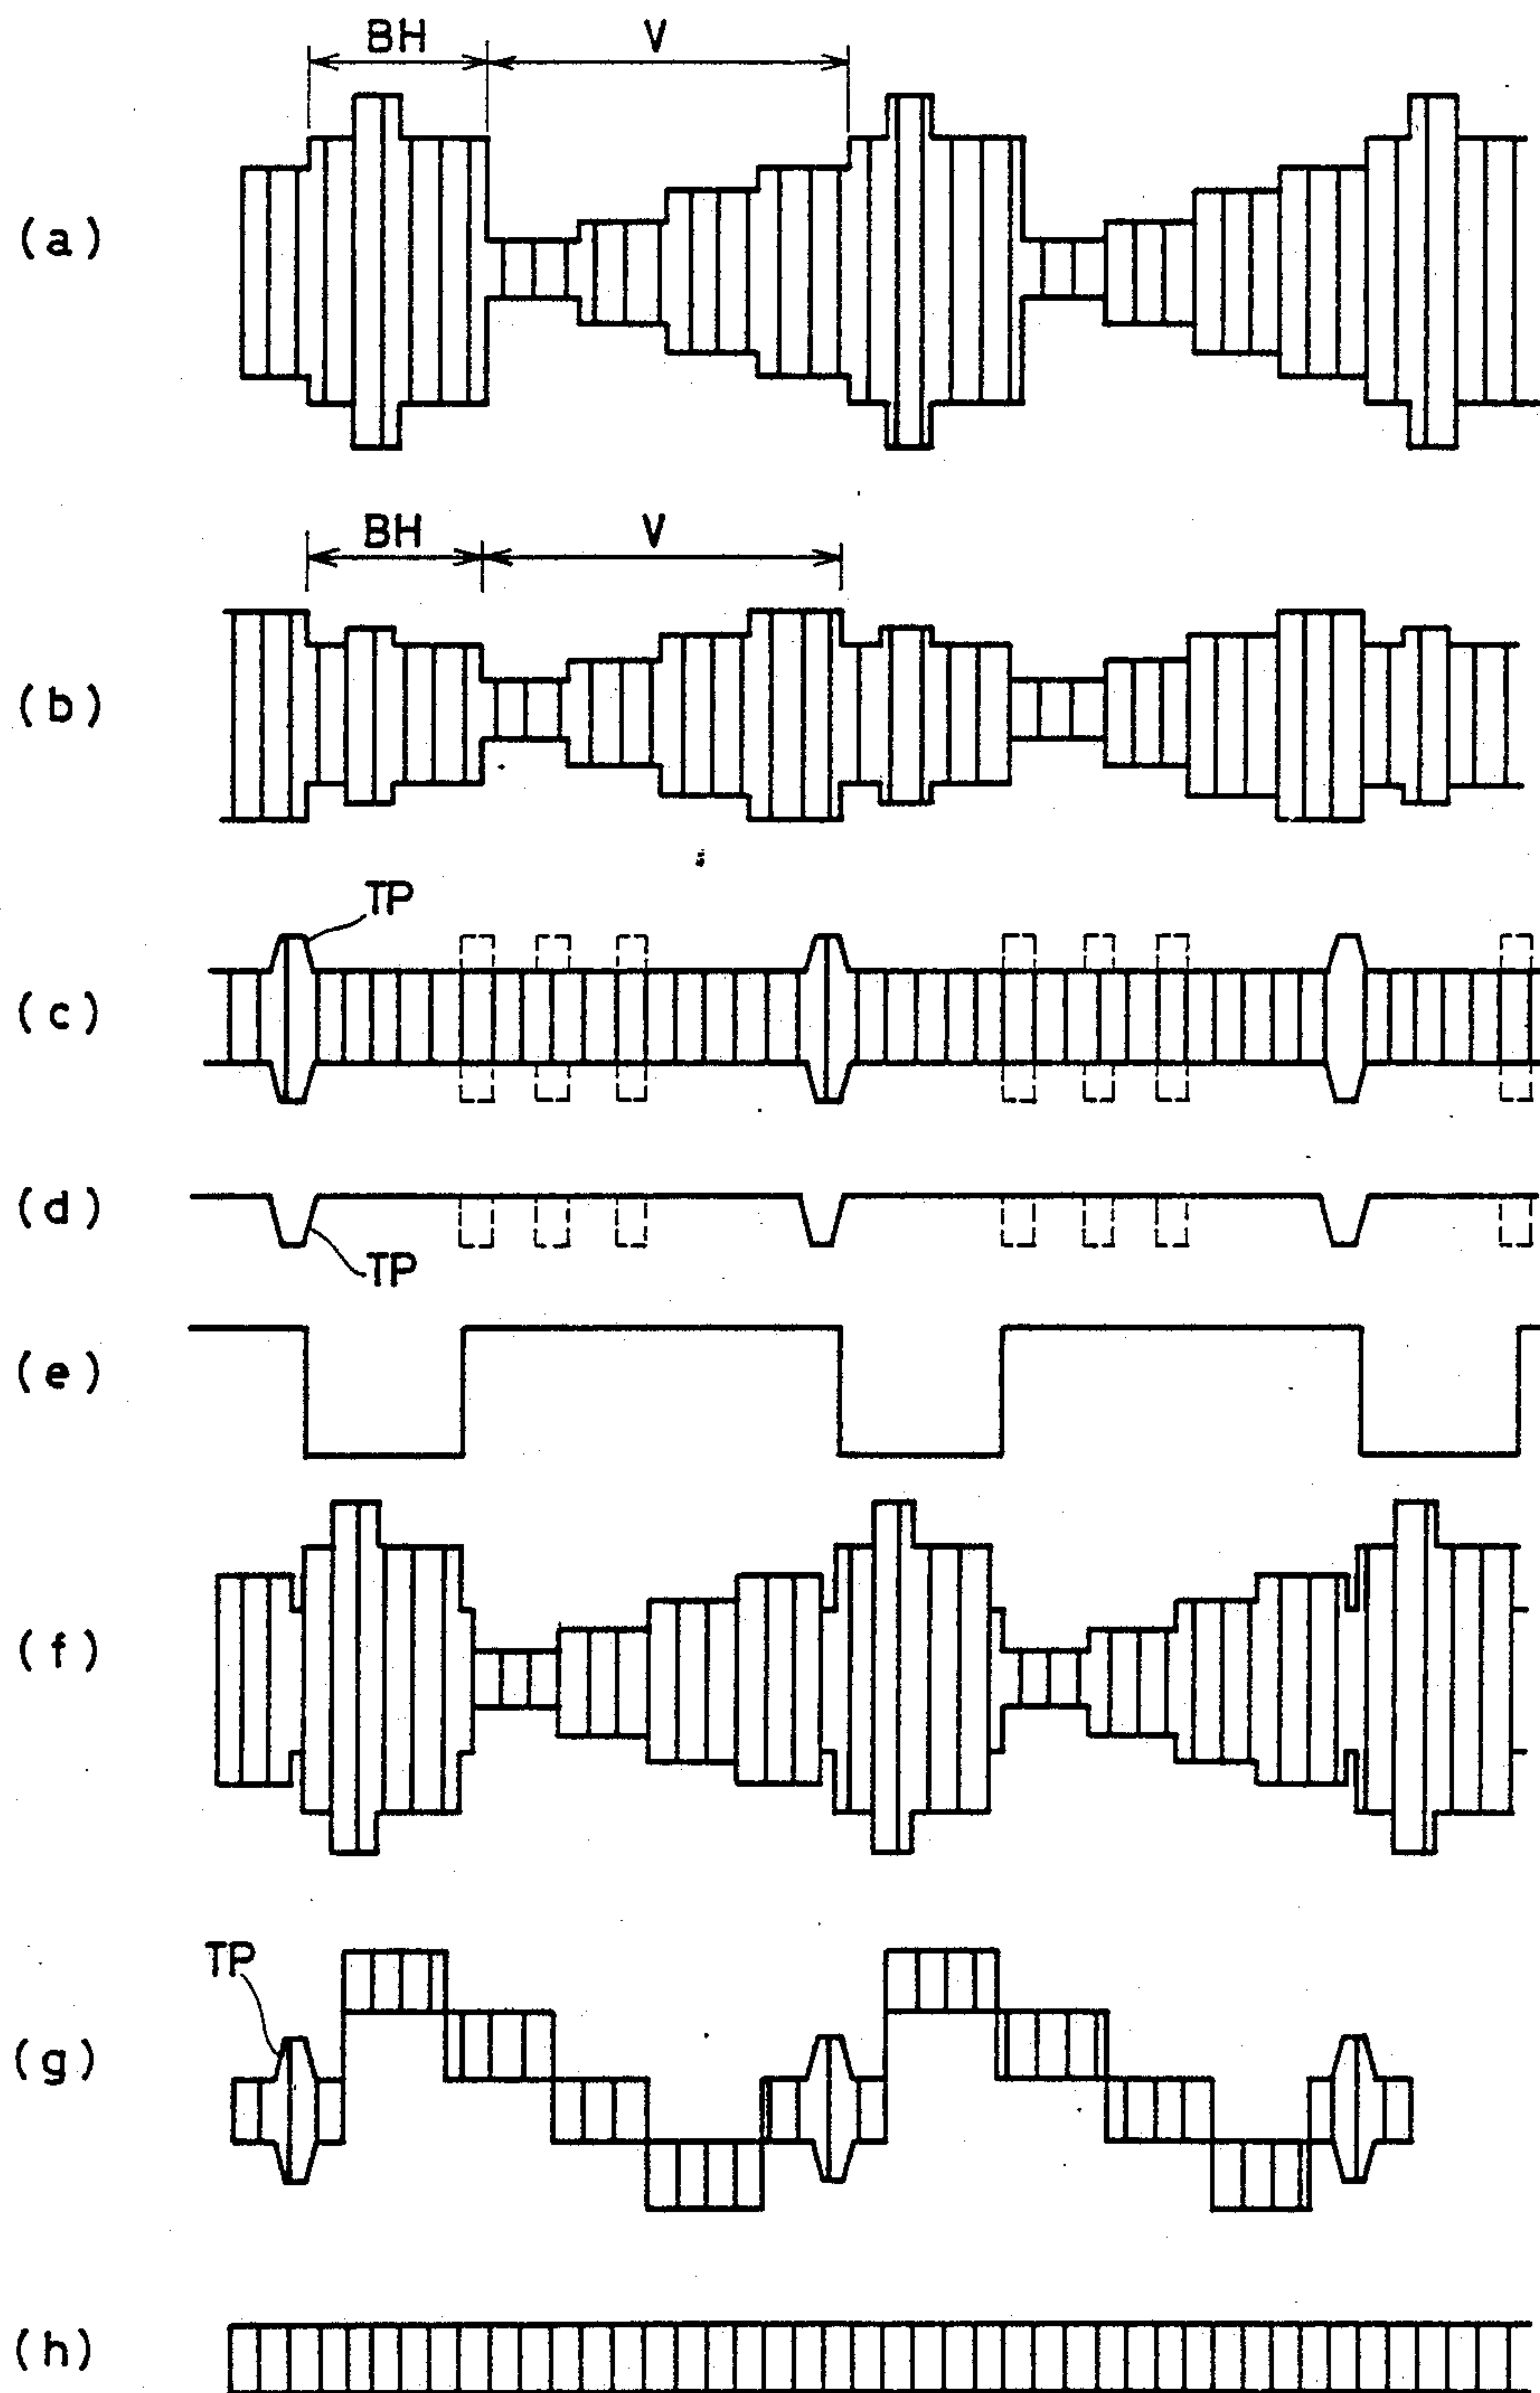 BH V
(a)
BH V
(b)
TP
(c)
(d)
TP
(e)
(f)
TP
(g)
(h)